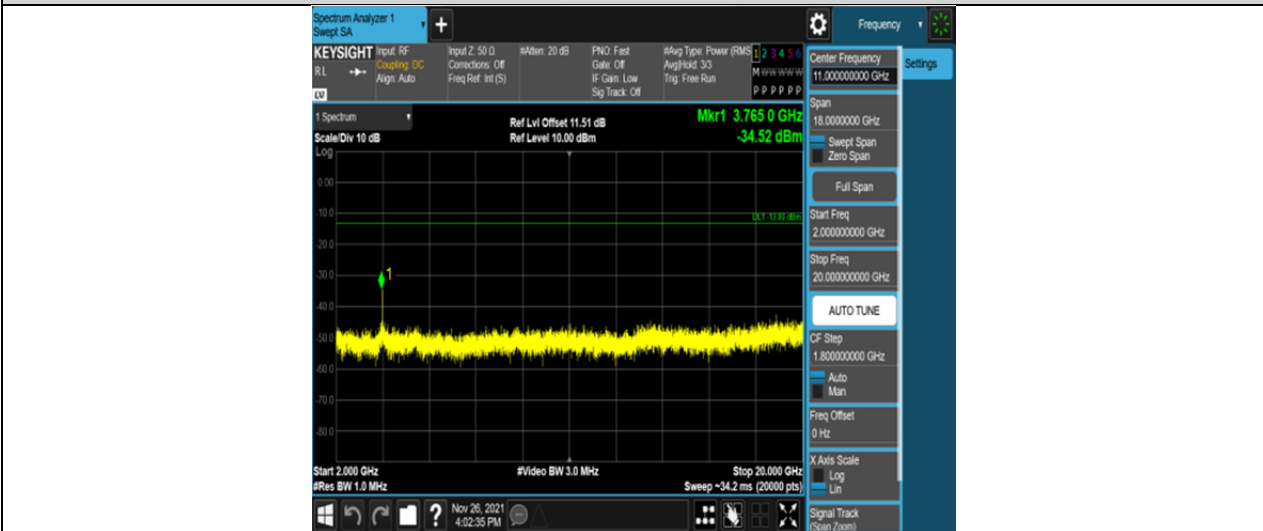 Spectrum Analyzer 1
Swept SA
+
Frequency
KEYSIGHT
RL
LV
Input: RF
Coupling: DC
Align: Auto
Input Z: 50 Ω
Corrections: Off
Freq Ref: Int (S)
#Atten: 20 dB
PNO: Fast
Gate: Off
IF Gain: Low
Sig Track: Off
#Avg Type: Power (RMS
Avg|Hold: 3/3
Trig: Free Run
1 2 3 4 5 6
M W W W W W
P P P P P P
1 Spectrum
Scale/Div 10 dB
Log
Ref Lvl Offset 11.51 dB
Ref Level 10.00 dBm
Mkr1 3.765 0 GHz
-34.52 dBm
0.00
-10.0
DL1 -13.00 dBm
-20.0
-30.0
1
-40.0
-50.0
-60.0
-70.0
-80.0
Start 2.000 GHz
#Res BW 1.0 MHz
#Video BW 3.0 MHz
Stop 20.000 GHz
Sweep ~34.2 ms (20000 pts)
Nov 26, 2021
4:02:35 PM
?
Center Frequency
11.000000000 GHz
Settings
Span
18.0000000 GHz
Swept Span
Zero Span
Full Span
Start Freq
2.000000000 GHz
Stop Freq
20.000000000 GHz
AUTO TUNE
CF Step
1.800000000 GHz
Auto
Man
Freq Offset
0 Hz
X Axis Scale
Log
Lin
Signal Track
(Span Zoom)